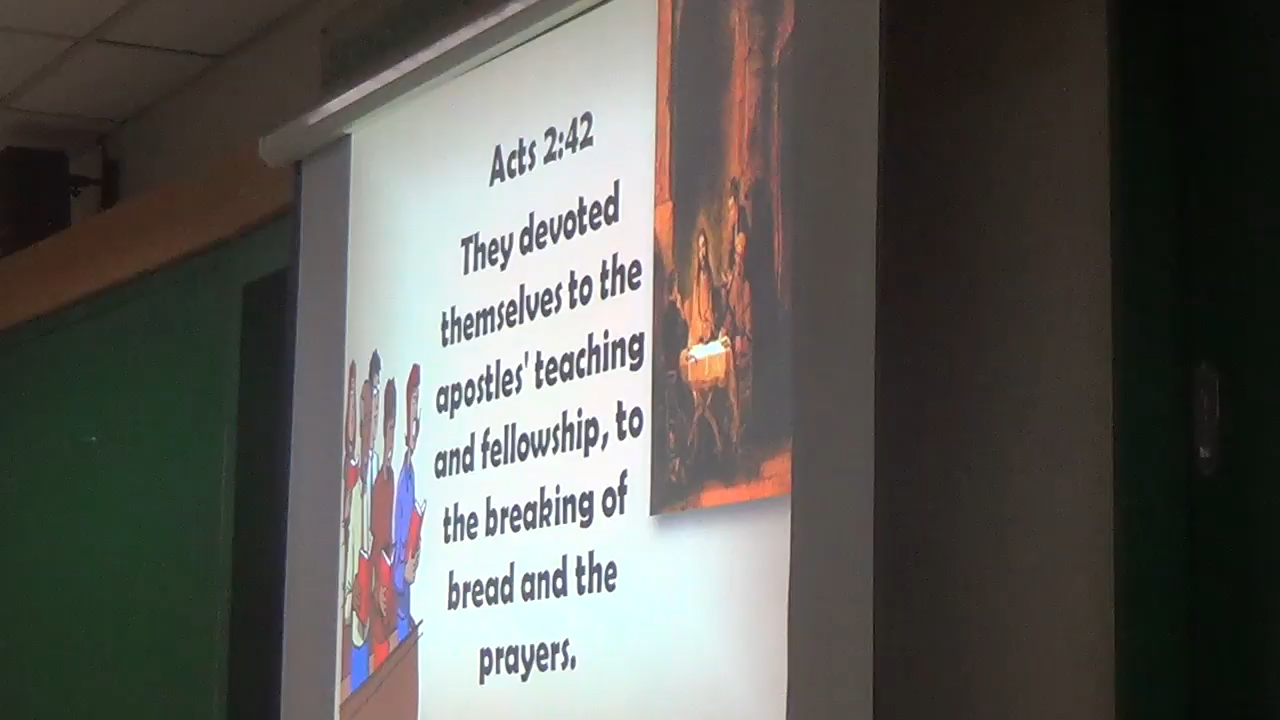 Acts 2:42
They devoted
themselves to the
apostles' teaching
and fellowship, to
the breaking of
bread and the
prayers.